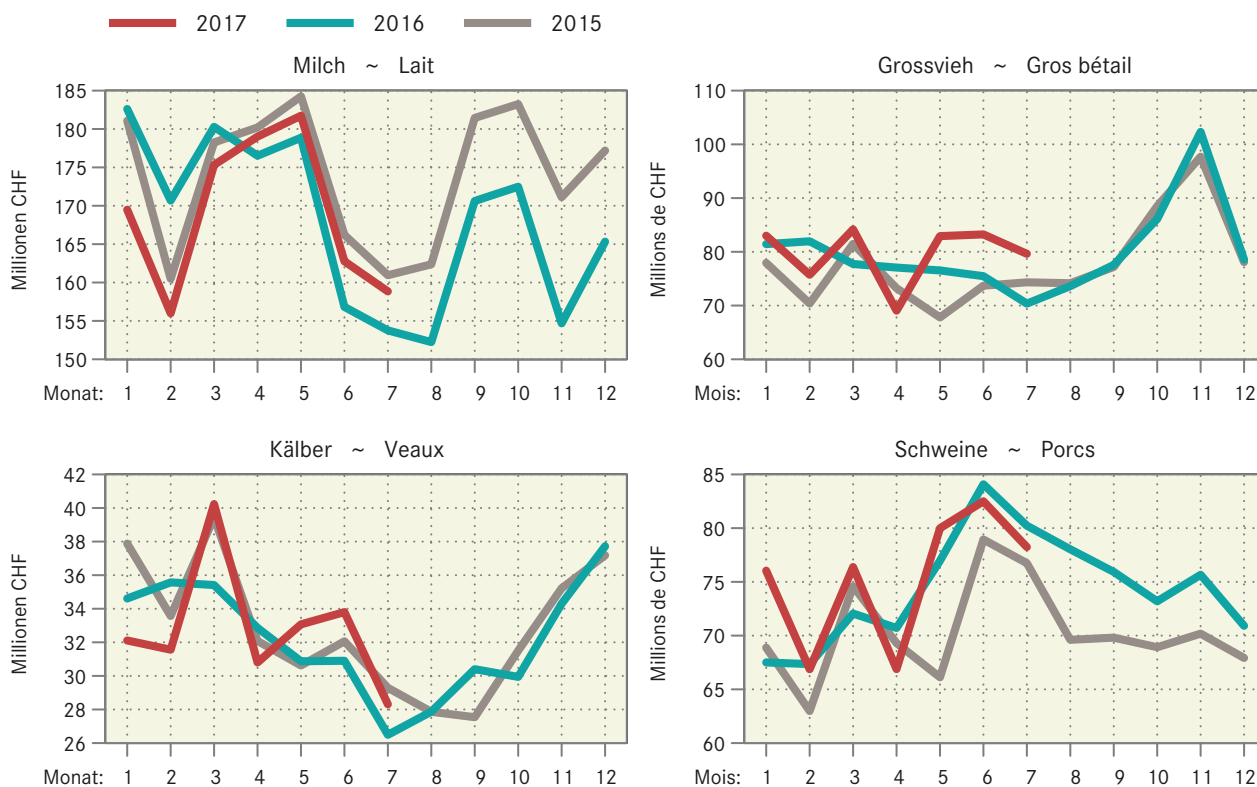 2017 2016 2015
Milch ~ Lait
Millionen CHF
185
180
175
170
165
160
155
150
Monat: 1 2 3 4 5 6 7 8 9 10 11 12
Grossvieh ~ Gros bétail
Millions de CHF
110
100
90
80
70
60
Mois: 1 2 3 4 5 6 7 8 9 10 11 12
Kälber ~ Veaux
Millionen CHF
42
40
38
36
34
32
30
28
26
Monat: 1 2 3 4 5 6 7 8 9 10 11 12
Schweine ~ Porcs
Millions de CHF
85
80
75
70
65
60
Mois: 1 2 3 4 5 6 7 8 9 10 11 12